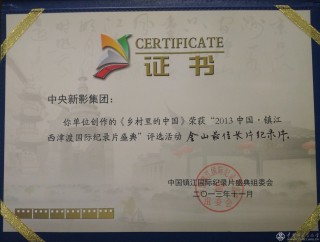 CERTIFICATE
证书
中央新影集团：
你单位创作的《乡村里的中国》荣获“2013中国·镇江
西津渡国际纪录片盛典”评选活动 金山最佳长片纪录片。
中国镇江国际纪录片盛典组委会
二〇一三年十一月